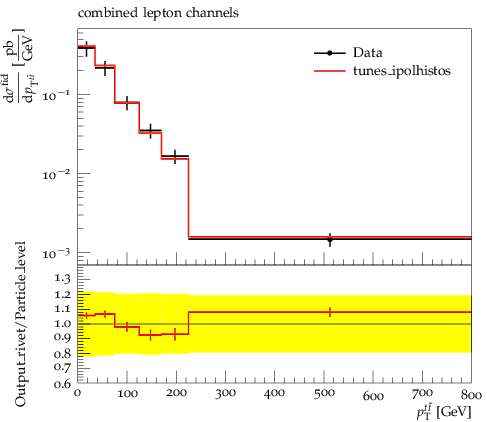 combined lepton channels
dσ^fid / dp_T^tt̄ [pb / GeV]
Data
tunes_ipolhistos
10⁻¹
10⁻²
10⁻³
Output_rivet/ Particle_level
1.3
1.2
1.1
1.0
0.9
0.8
0.7
0.6
0 100 200 300 400 500 600 700 800
p_T^tt̄ [GeV]